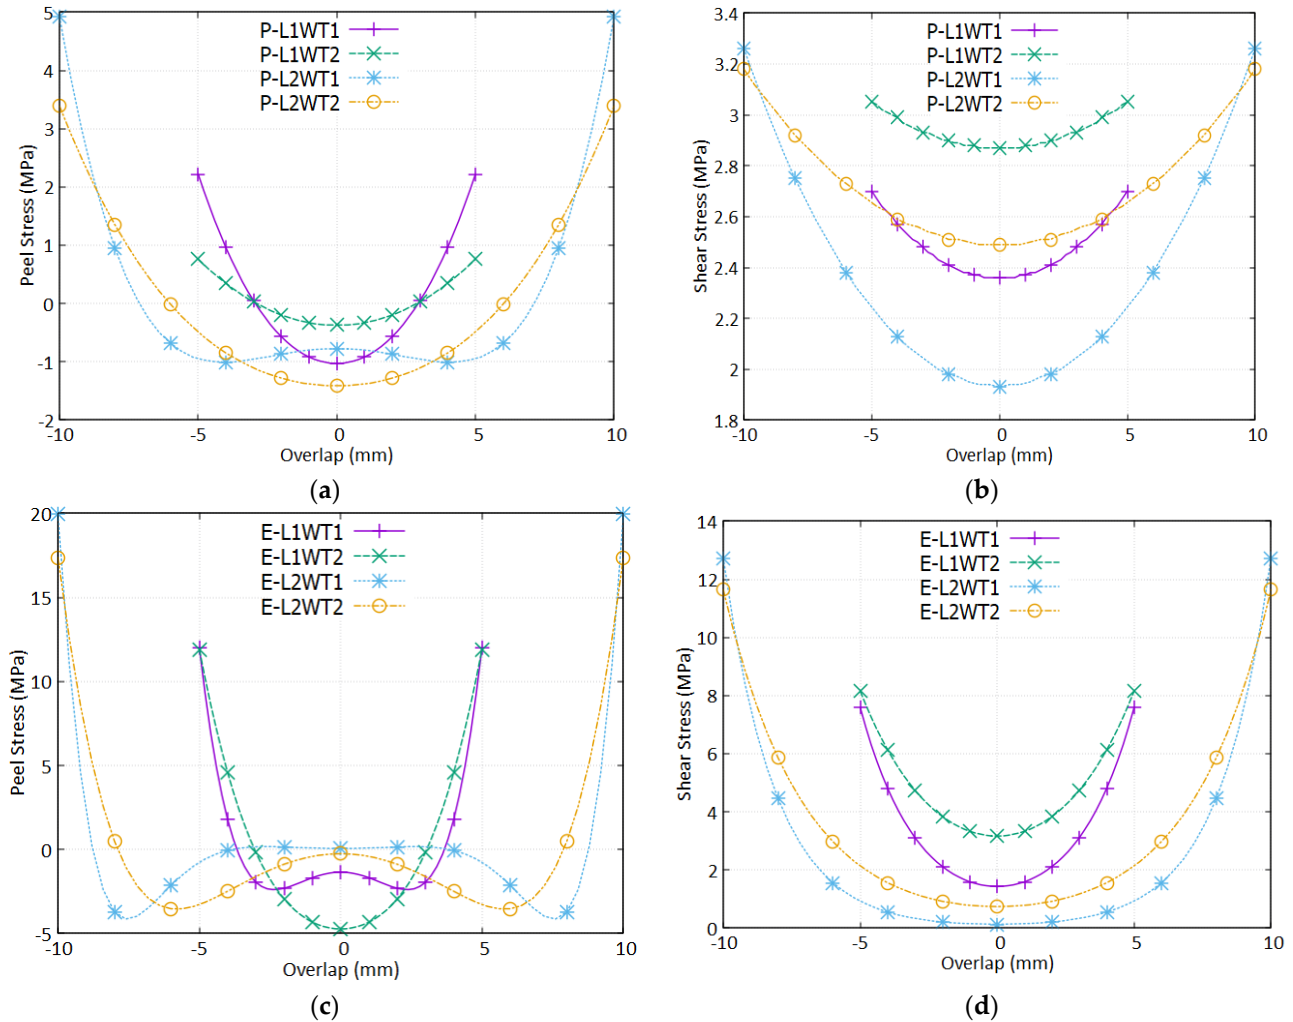 P-L1WT1
P-L1WT2
P-L2WT1
P-L2WT2
5
4
3
2
1
0
-1
-2
-10
-5
0
5
10
Peel Stress (MPa)
Overlap (mm)
(a)
P-L1WT1
P-L1WT2
P-L2WT1
P-L2WT2
3.4
3.2
3
2.8
2.6
2.4
2.2
2
1.8
-10
-5
0
5
10
Shear Stress (MPa)
Overlap (mm)
(b)
E-L1WT1
E-L1WT2
E-L2WT1
E-L2WT2
20
15
10
5
0
-5
-10
-5
0
5
10
Peel Stress (MPa)
Overlap (mm)
(c)
E-L1WT1
E-L1WT2
E-L2WT1
E-L2WT2
14
12
10
8
6
4
2
0
-10
-5
0
5
10
Shear Stress (MPa)
Overlap (mm)
(d)